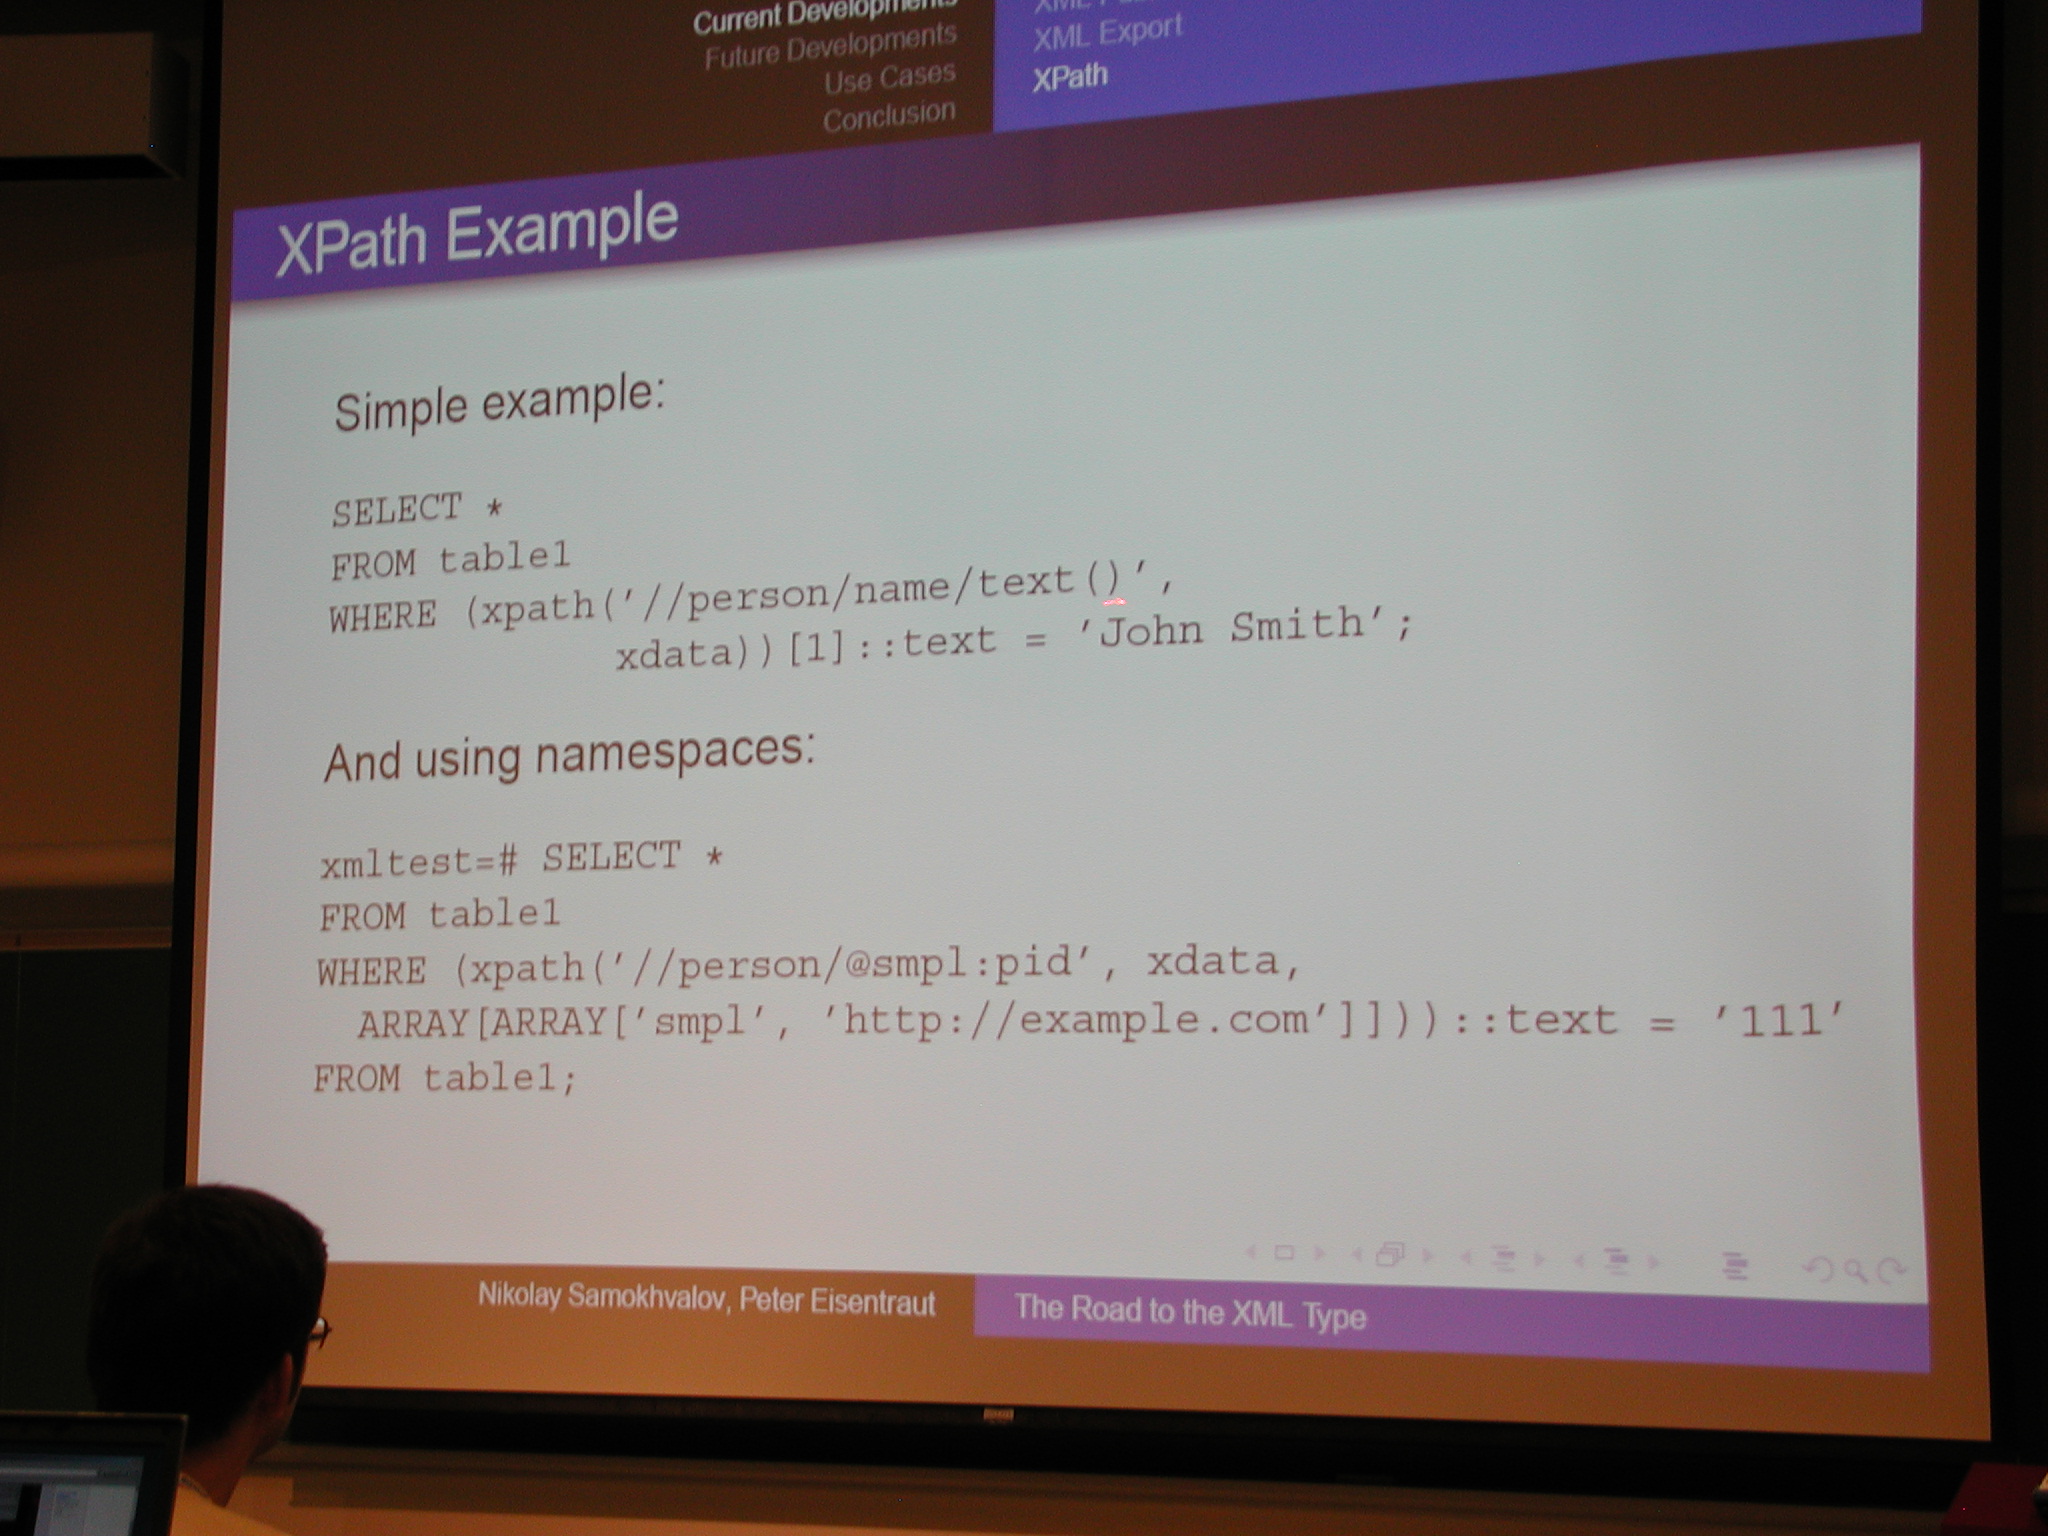 Current Developments
Future Developments
Use Cases
Conclusion
XML Export
XPath
XPath Example
Simple example:
SELECT *
FROM table1
WHERE (xpath('//person/name/text()',
xdata))[1]::text = 'John Smith';
And using namespaces:
xmltest=# SELECT *
FROM table1
WHERE (xpath('//person/@smpl:pid', xdata,
ARRAY[ARRAY['smpl', 'http://example.com']]))::text = '111'
FROM table1;
Nikolay Samokhvalov, Peter Eisentraut
The Road to the XML Type